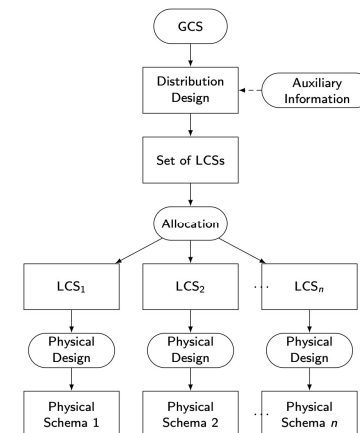 GCS
Distribution
Design
Auxiliary
Information
Set of LCSs
Allocation
LCS₁
LCS₂
...
LCSₙ
Physical
Design
Physical
Design
Physical
Design
Physical
Schema 1
Physical
Schema 2
...
Physical
Schema n